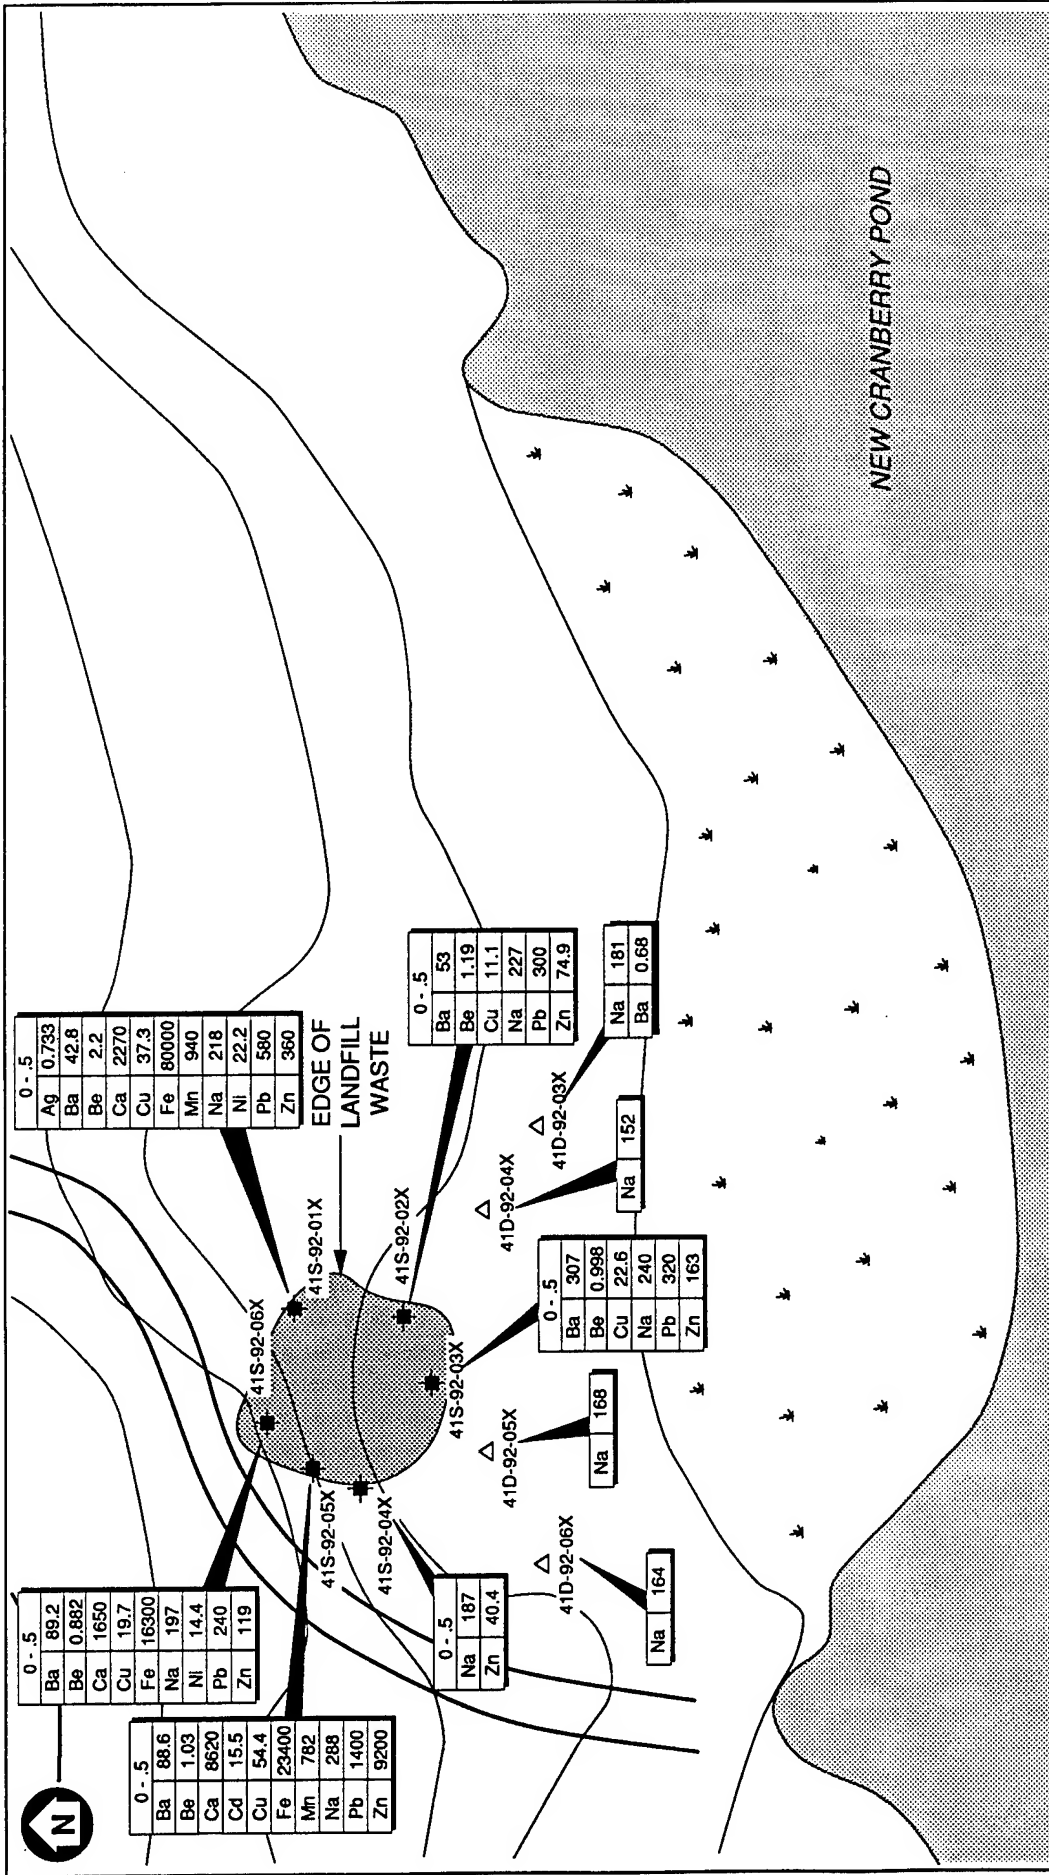 N
0 - .5
Ba 89.2
Be 0.882
Ca 1650
Cu 19.7
Fe 16300
Na 197
Ni 14.4
Pb 240
Zn 119
0 - .5
Ba 88.6
Be 1.03
Ca 8620
Cd 15.5
Cu 54.4
Fe 23400
Mn 782
Na 288
Pb 1400
Zn 9200
0 - .5
Ag 0.733
Ba 42.8
Be 2.2
Ca 2270
Cu 37.3
Fe 80000
Mn 940
Na 218
Ni 22.2
Pb 580
Zn 360
EDGE OF
LANDFILL
WASTE
41S-92-06X
41S-92-01X
41S-92-05X
41S-92-04X
41S-92-02X
41S-92-03X
0 - .5
Na 187
Zn 40.4
0 - .5
Ba 53
Be 1.19
Cu 11.1
Na 227
Pb 300
Zn 74.9
0 - .5
Ba 307
Be 0.998
Cu 22.6
Na 240
Pb 320
Zn 163
41D-92-06X
Na 164
41D-92-05X
Na 168
41D-92-04X
Na 152
41D-92-03X
Na 181
Ba 0.68
NEW CRANBERRY POND